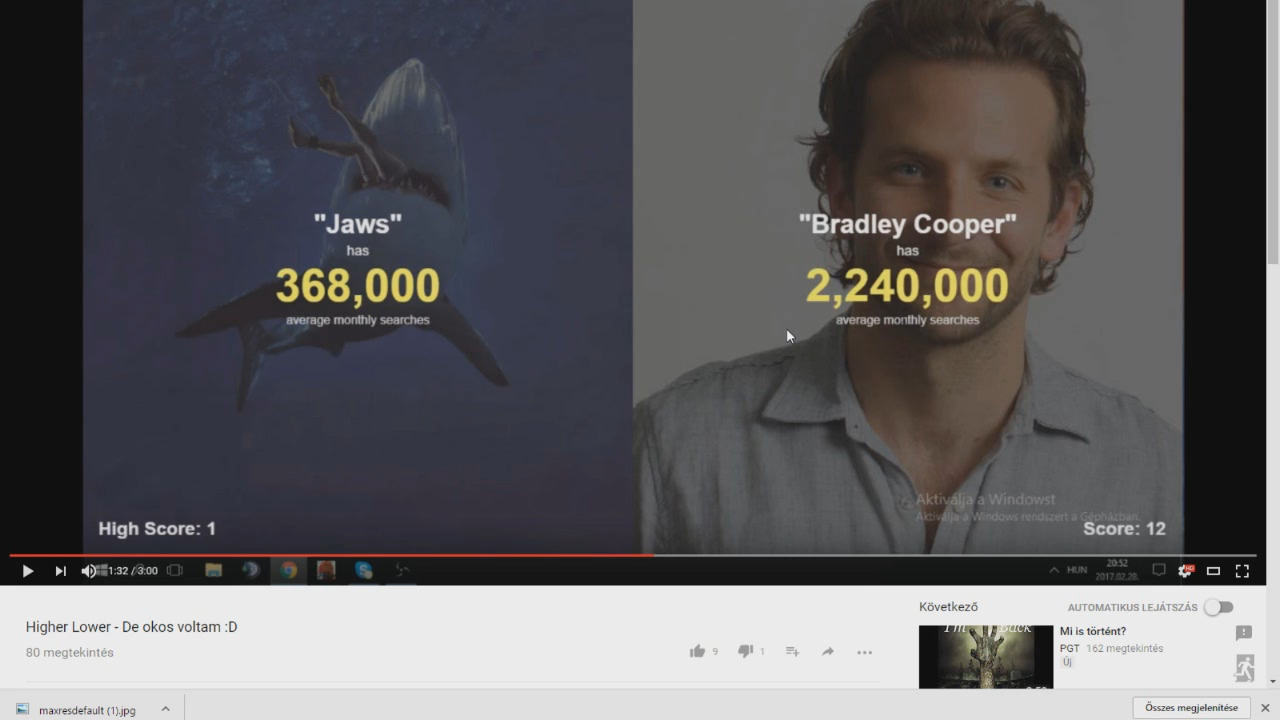 "Jaws"
has
368,000
average monthly searches
"Bradley Cooper"
has
2,240,000
average monthly searches
Aktiválja a Windowst
Aktiválja a Windows rendszert a Gépházban.
High Score: 1
Score: 12
1:32 / 3:00
HUN
20:52
2017.02.28.
HD
Higher Lower - De okos voltam :D
80 megtekintés
9
1
Következő
AUTOMATIKUS LEJÁTSZÁS
I'm Back
Mi is történt?
PGT 162 megtekintés
Új
maxresdefault (1).jpg
Összes megjelenítése